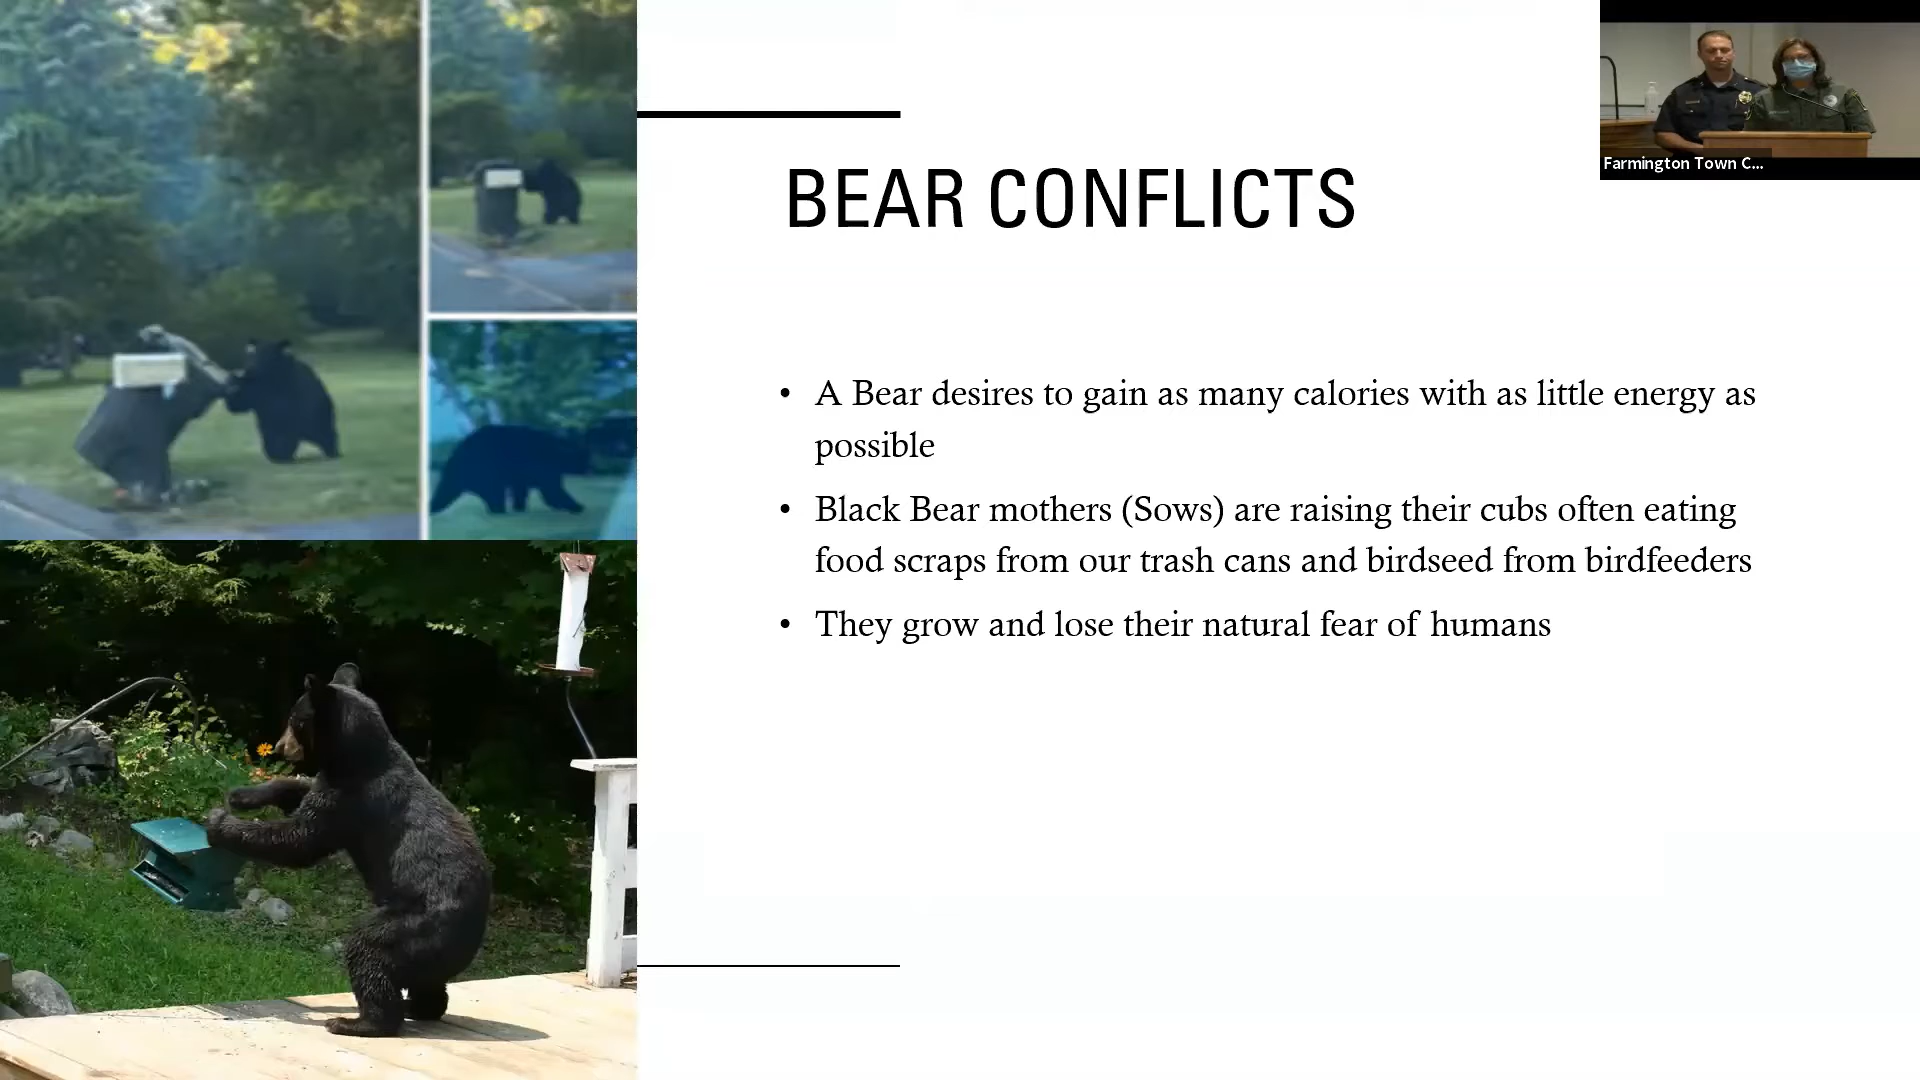 Farmington Town C...
BEAR CONFLICTS
• A Bear desires to gain as many calories with as little energy as
possible
• Black Bear mothers (Sows) are raising their cubs often eating
food scraps from our trash cans and birdseed from birdfeeders
• They grow and lose their natural fear of humans